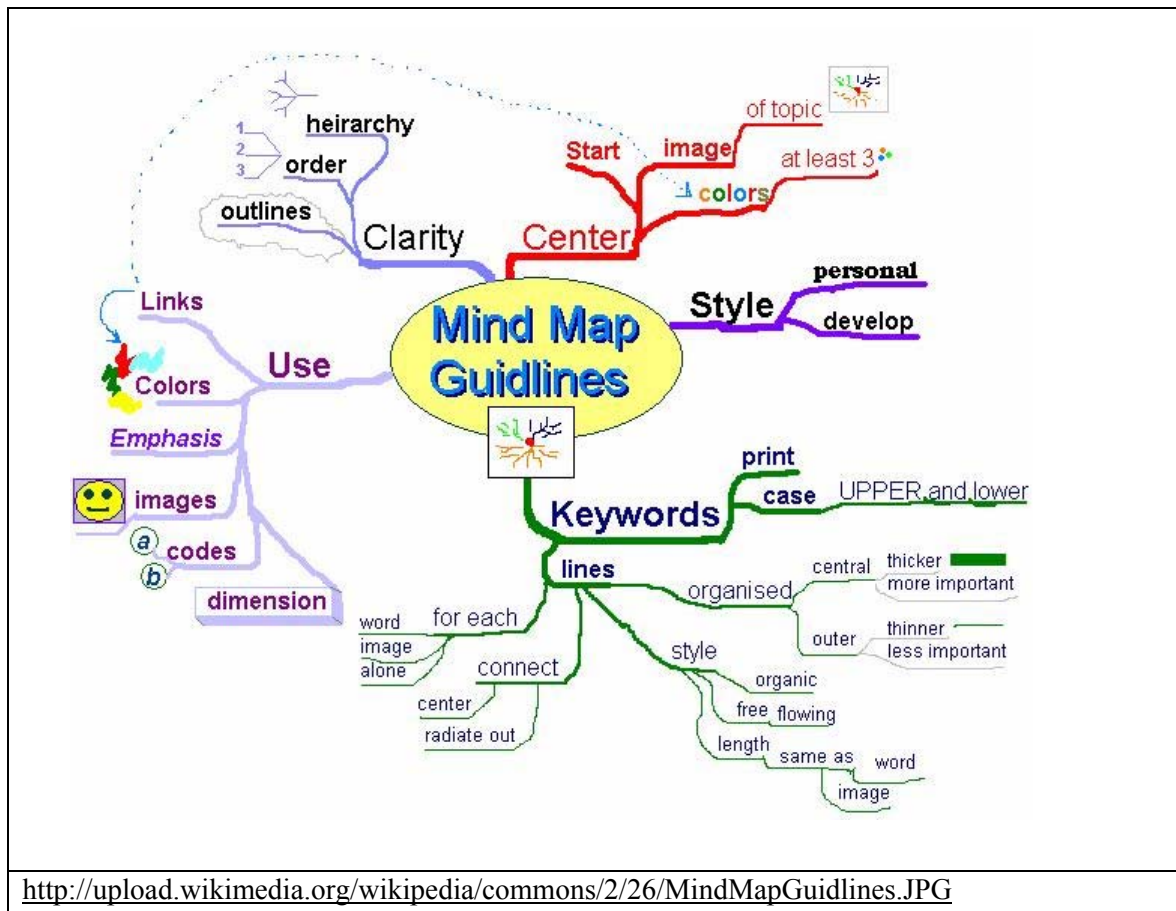 Mind Map
Guidlines
Center
Start
image
of topic
colors
at least 3
Style
personal
develop
Keywords
print
case
UPPER and lower
lines
organised
central
thicker
more important
outer
thinner
less important
style
organic
free flowing
length
same as
word
image
connect
center
radiate out
for each
word
image
alone
Use
Links
Colors
Emphasis
images
codes
a
b
dimension
Clarity
outlines
order
1
2
3
heirarchy
http://upload.wikimedia.org/wikipedia/commons/2/26/MindMapGuidlines.JPG